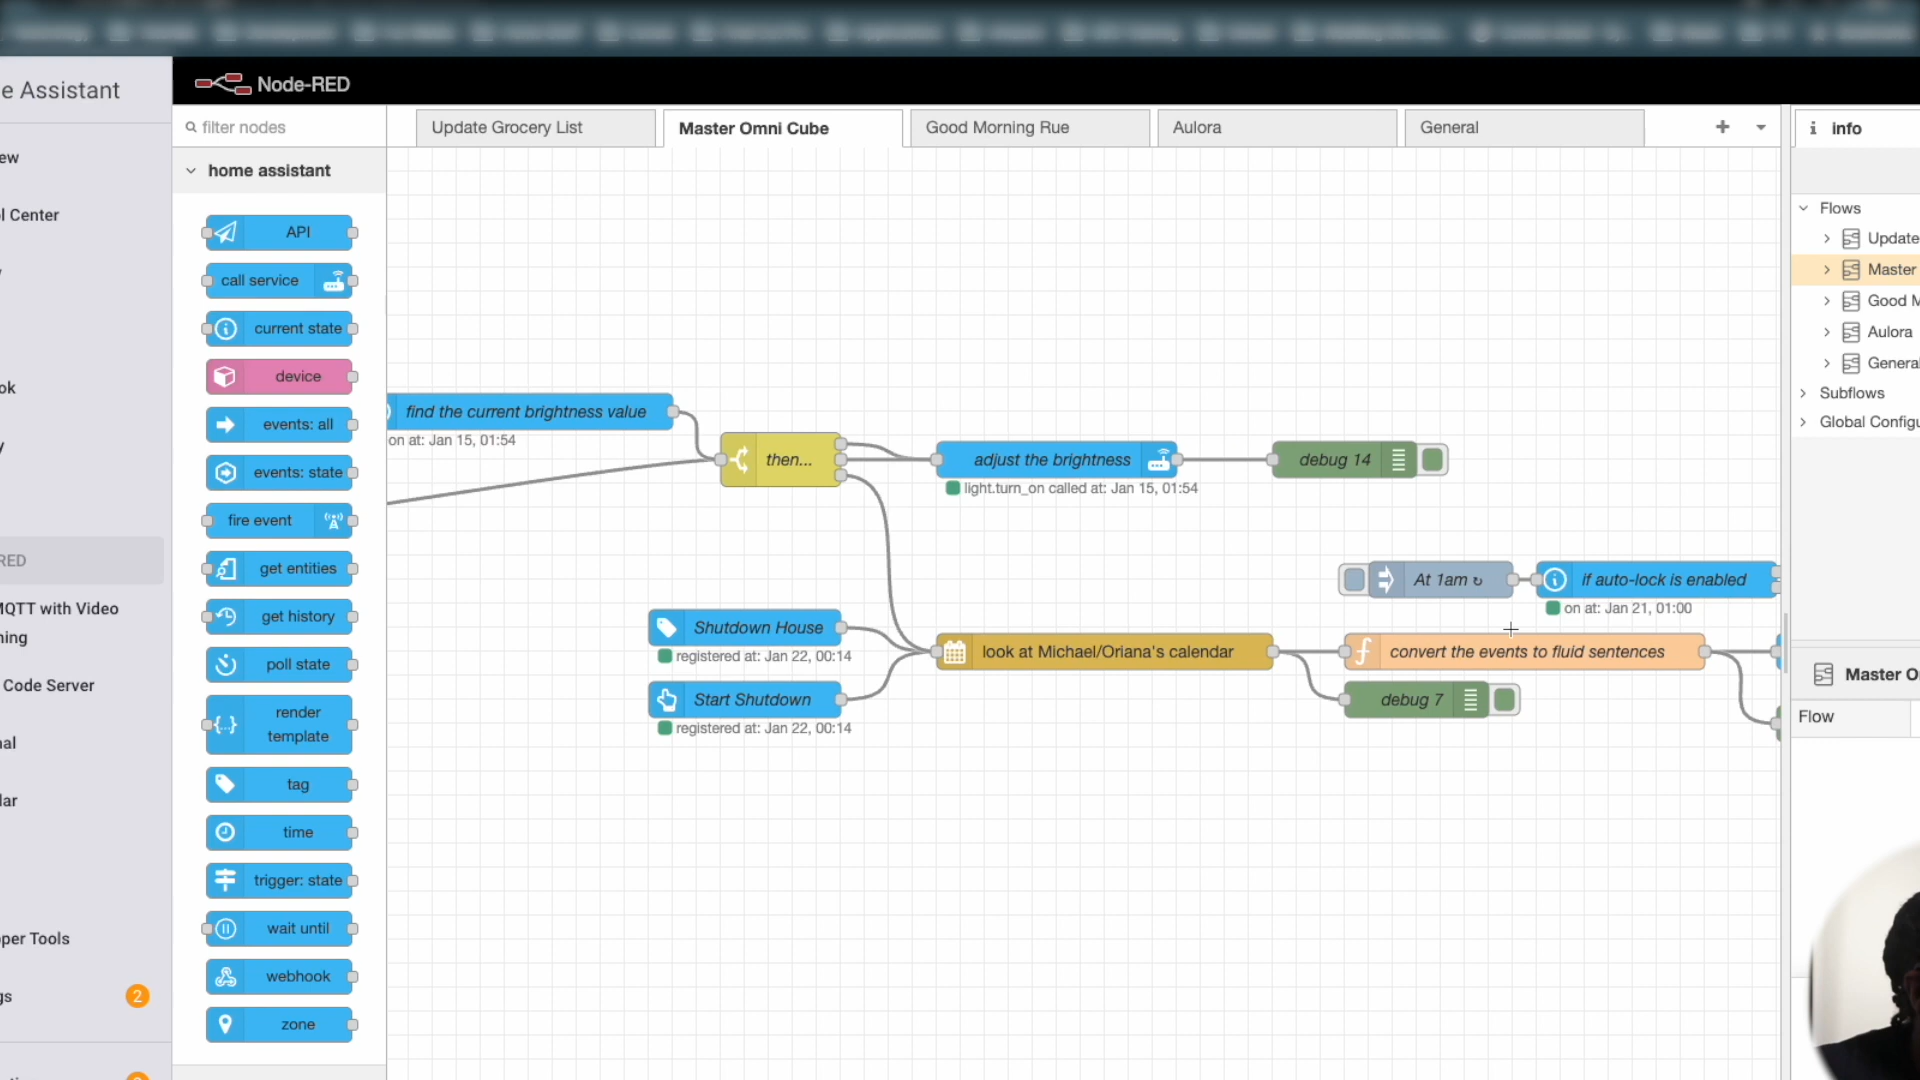 e Assistant
Node-RED
filter nodes
Update Grocery List
Master Omni Cube
Good Morning Rue
Aulora
General
info
home assistant
ew
l Center
y
ok
y
RED
MQTT with Video
ning
Code Server
nal
dar
per Tools
gs
2
API
call service
current state
device
events: all
events: state
fire event
get entities
get history
poll state
render
template
tag
time
trigger: state
wait until
webhook
zone
find the current brightness value
on at: Jan 15, 01:54
then...
adjust the brightness
light.turn_on called at: Jan 15, 01:54
debug 14
At 1am ↻
if auto-lock is enabled
on at: Jan 21, 01:00
Shutdown House
registered at: Jan 22, 00:14
look at Michael/Oriana's calendar
convert the events to fluid sentences
Start Shutdown
registered at: Jan 22, 00:14
debug 7
Flows
Update
Master
Good M
Aulora
General
Subflows
Global Configu
Master O
Flow